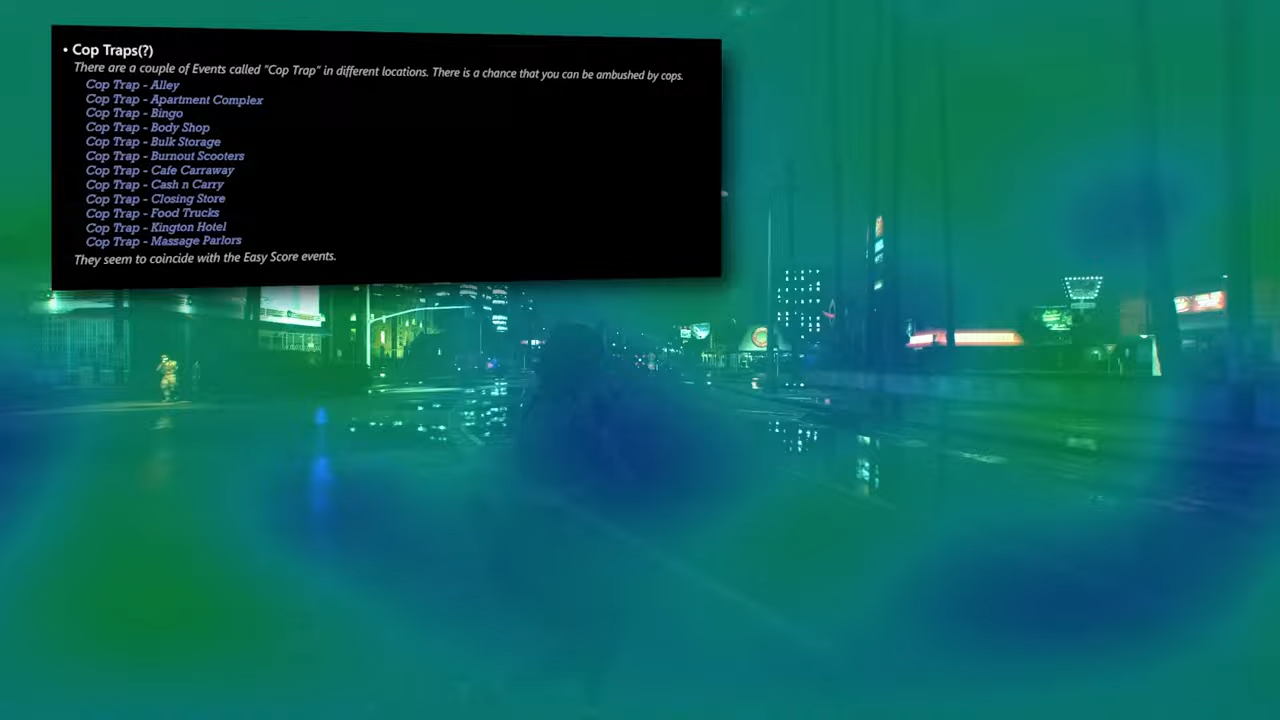 • Cop Traps(?)
There are a couple of Events called "Cop Trap" in different locations. There is a chance that you can be ambushed by cops.
Cop Trap - Alley
Cop Trap - Apartment Complex
Cop Trap - Bingo
Cop Trap - Body Shop
Cop Trap - Bulk Storage
Cop Trap - Burnout Scooters
Cop Trap - Cafe Carraway
Cop Trap - Cash n Carry
Cop Trap - Closing Store
Cop Trap - Food Trucks
Cop Trap - Kington Hotel
Cop Trap - Massage Parlors
They seem to coincide with the Easy Score events.